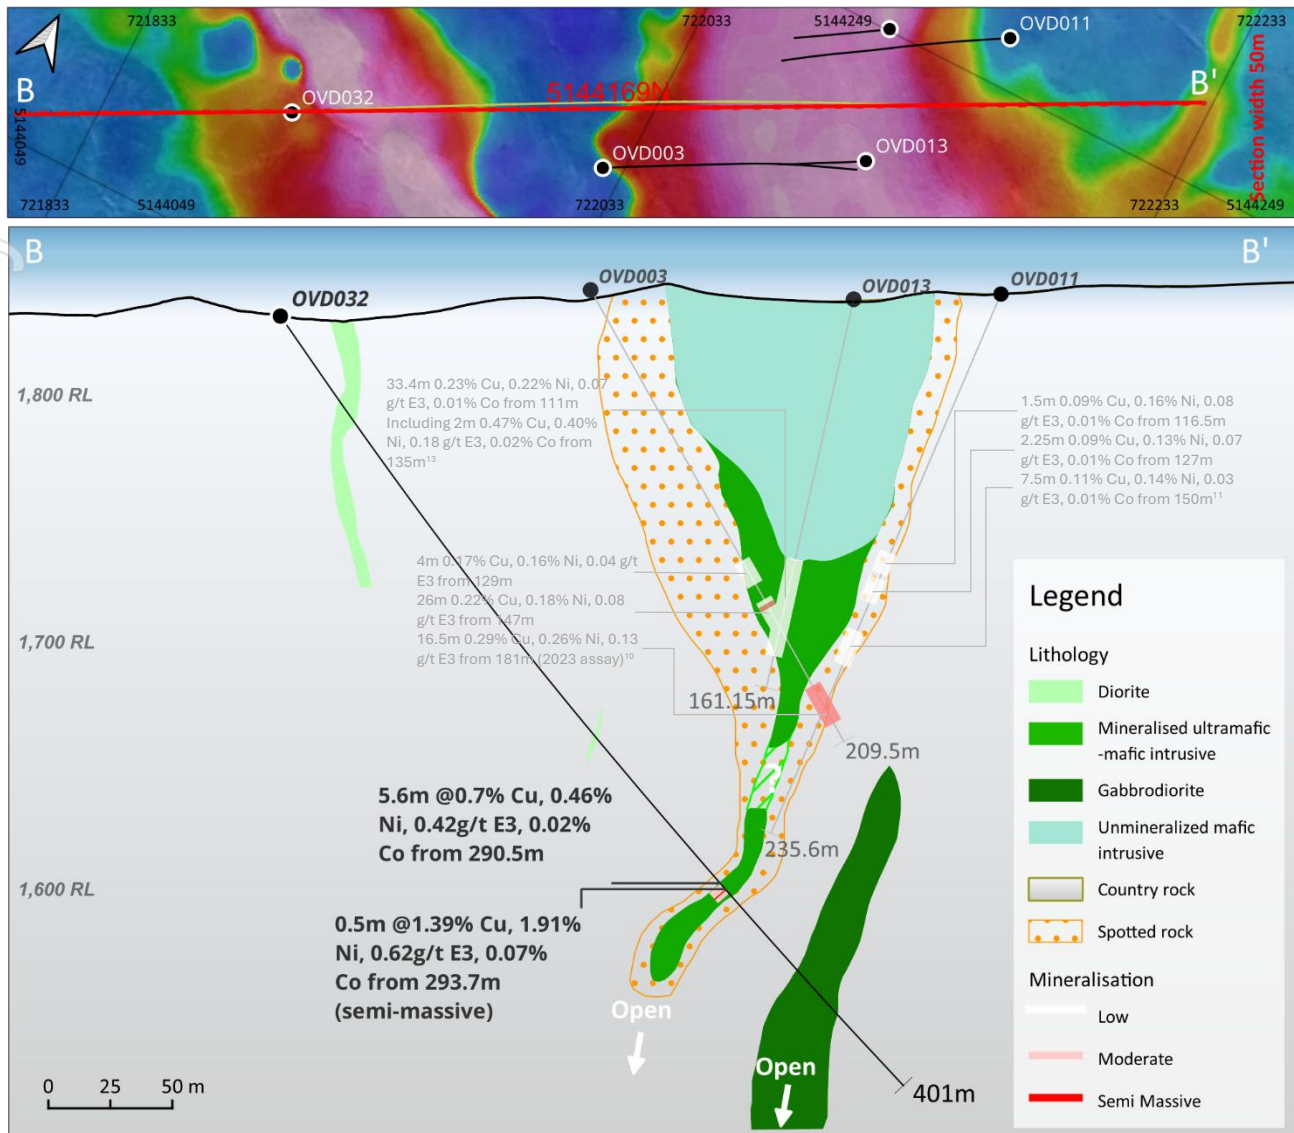 721833
722033
5144249
OVD011
722233
B
OVD032
5144169N
B'
Section width 50m
5144049
OVD003
OVD013
721833
5144049
722033
722233
5144249
B
B'
OVD032
OVD003
OVD013
OVD011
1,800 RL
33.4m 0.23% Cu, 0.22% Ni, 0.07
g/t E3, 0.01% Co from 111m
Including 2m 0.47% Cu, 0.40%
Ni, 0.18 g/t E3, 0.02% Co from
135m¹³
1.5m 0.09% Cu, 0.16% Ni, 0.08
g/t E3, 0.01% Co from 116.5m
2.25m 0.09% Cu, 0.13% Ni, 0.07
g/t E3, 0.01% Co from 127m
7.5m 0.11% Cu, 0.14% Ni, 0.03
g/t E3, 0.01% Co from 150m¹¹
4m 0.17% Cu, 0.16% Ni, 0.04 g/t
E3 from 129m
26m 0.22% Cu, 0.18% Ni, 0.08
g/t E3 from 147m
16.5m 0.29% Cu, 0.26% Ni, 0.13
g/t E3 from 181m (2023 assay)¹⁰
1,700 RL
161.15m
209.5m
?
235.6m
5.6m @0.7% Cu, 0.46%
Ni, 0.42g/t E3, 0.02%
Co from 290.5m
1,600 RL
0.5m @1.39% Cu, 1.91%
Ni, 0.62g/t E3, 0.07%
Co from 293.7m
(semi-massive)
Open
Open
401m
0 25 50 m
Legend
Lithology
Diorite
Mineralised ultramafic
-mafic intrusive
Gabbrodiorite
Unmineralized mafic
intrusive
Country rock
Spotted rock
Mineralisation
Low
Moderate
Semi Massive